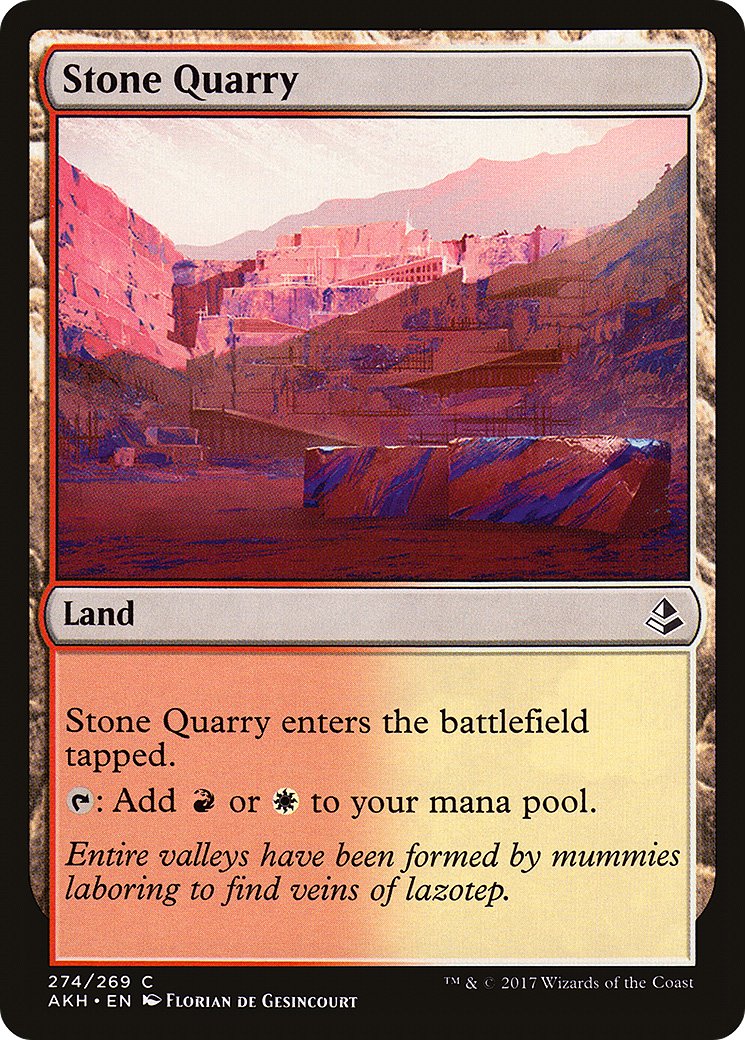 Stone Quarry
Land
Stone Quarry enters the battlefield
tapped.
: Add or to your mana pool.
Entire valleys have been formed by mummies
laboring to find veins of lazotep.
274/269 C
™ & © 2017 Wizards of the Coast
AKH • EN Florian de Gesincourt